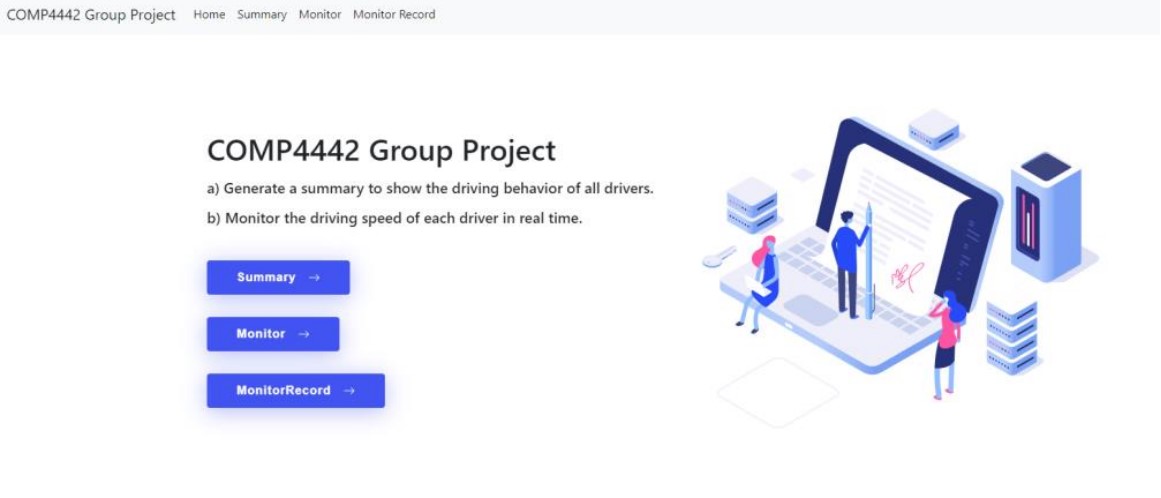 COMP4442 Group Project Home Summary Monitor Monitor Record
COMP4442 Group Project
a) Generate a summary to show the driving behavior of all drivers.
b) Monitor the driving speed of each driver in real time.
Summary →
Monitor →
MonitorRecord →